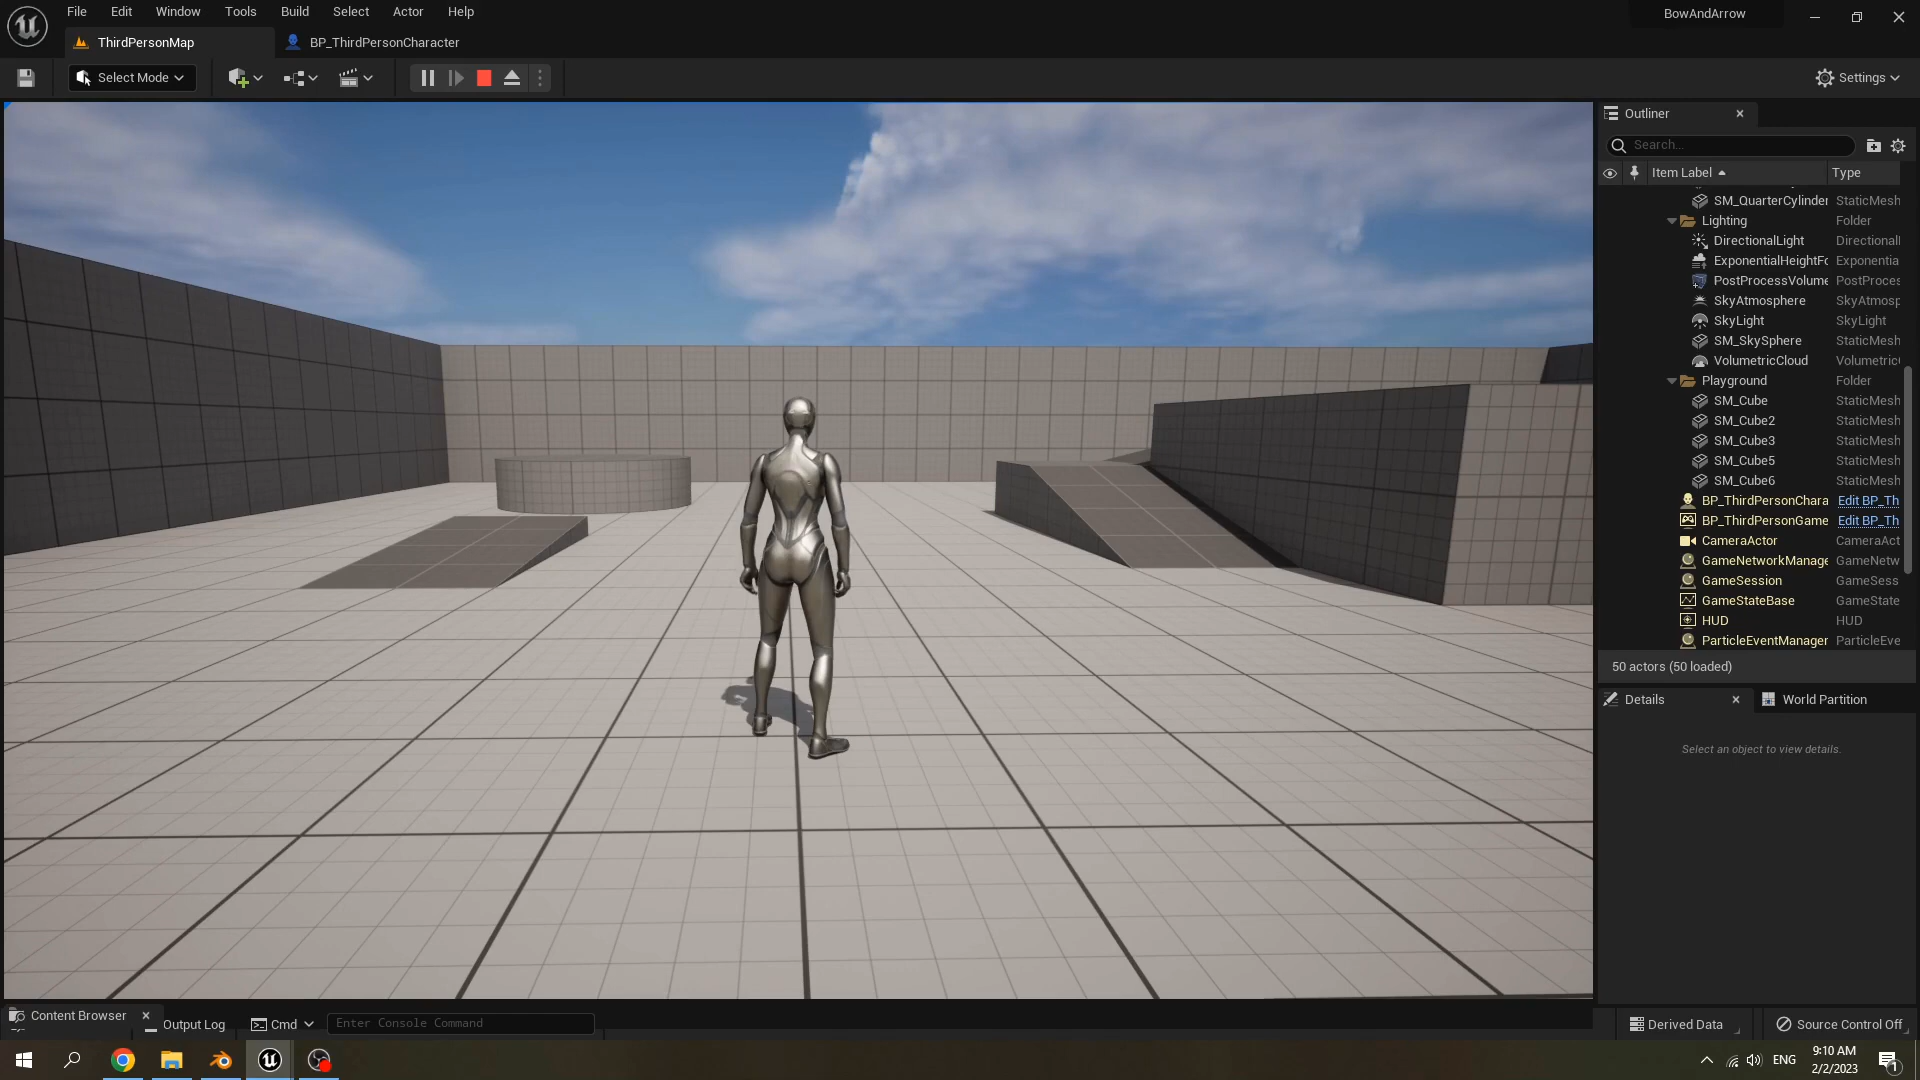 File Edit Window Tools Build Select Actor Help
BowAndArrow
ThirdPersonMap
BP_ThirdPersonCharacter
Select Mode
Settings
Outliner
Search...
Item Label
Type
SM_QuarterCylinder StaticMesh
Lighting Folder
DirectionalLight Directional
ExponentialHeightFo Exponentia
PostProcessVolume PostProces
SkyAtmosphere SkyAtmosp
SkyLight SkyLight
SM_SkySphere StaticMesh
VolumetricCloud Volumetric
Playground Folder
SM_Cube StaticMesh
SM_Cube2 StaticMesh
SM_Cube3 StaticMesh
SM_Cube5 StaticMesh
SM_Cube6 StaticMesh
BP_ThirdPersonChara Edit BP_Th
BP_ThirdPersonGame Edit BP_Th
CameraActor CameraAct
GameNetworkManage GameNetw
GameSession GameSess
GameStateBase GameState
HUD HUD
ParticleEventManager ParticleEve
50 actors (50 loaded)
Details
World Partition
Select an object to view details.
Content Browser
Output Log
Cmd
Enter Console Command
Derived Data
Source Control Off
ENG
9:10 AM
2/2/2023
1